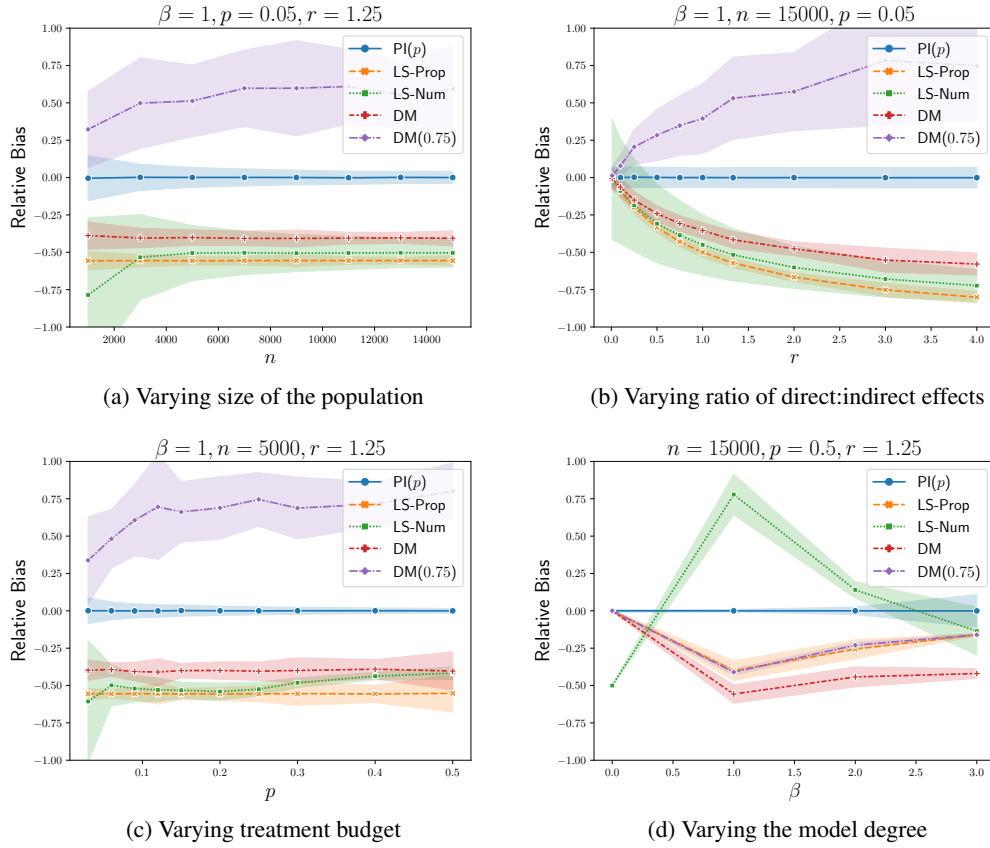 β = 1, p = 0.05, r = 1.25
Relative Bias
1.00
0.75
0.50
0.25
0.00
−0.25
−0.50
−0.75
−1.00
PI(p)
LS-Prop
LS-Num
DM
DM(0.75)
2000 4000 6000 8000 10000 12000 14000
n
(a) Varying size of the population
β = 1, n = 15000, p = 0.05
Relative Bias
1.00
0.75
0.50
0.25
0.00
−0.25
−0.50
−0.75
−1.00
PI(p)
LS-Prop
LS-Num
DM
DM(0.75)
0.0 0.5 1.0 1.5 2.0 2.5 3.0 3.5 4.0
r
(b) Varying ratio of direct:indirect effects
β = 1, n = 5000, r = 1.25
Relative Bias
1.00
0.75
0.50
0.25
0.00
−0.25
−0.50
−0.75
−1.00
PI(p)
LS-Prop
LS-Num
DM
DM(0.75)
0.1 0.2 0.3 0.4 0.5
p
(c) Varying treatment budget
n = 15000, p = 0.5, r = 1.25
Relative Bias
1.00
0.75
0.50
0.25
0.00
−0.25
−0.50
−0.75
−1.00
PI(p)
LS-Prop
LS-Num
DM
DM(0.75)
0.0 0.5 1.0 1.5 2.0 2.5 3.0
β
(d) Varying the model degree